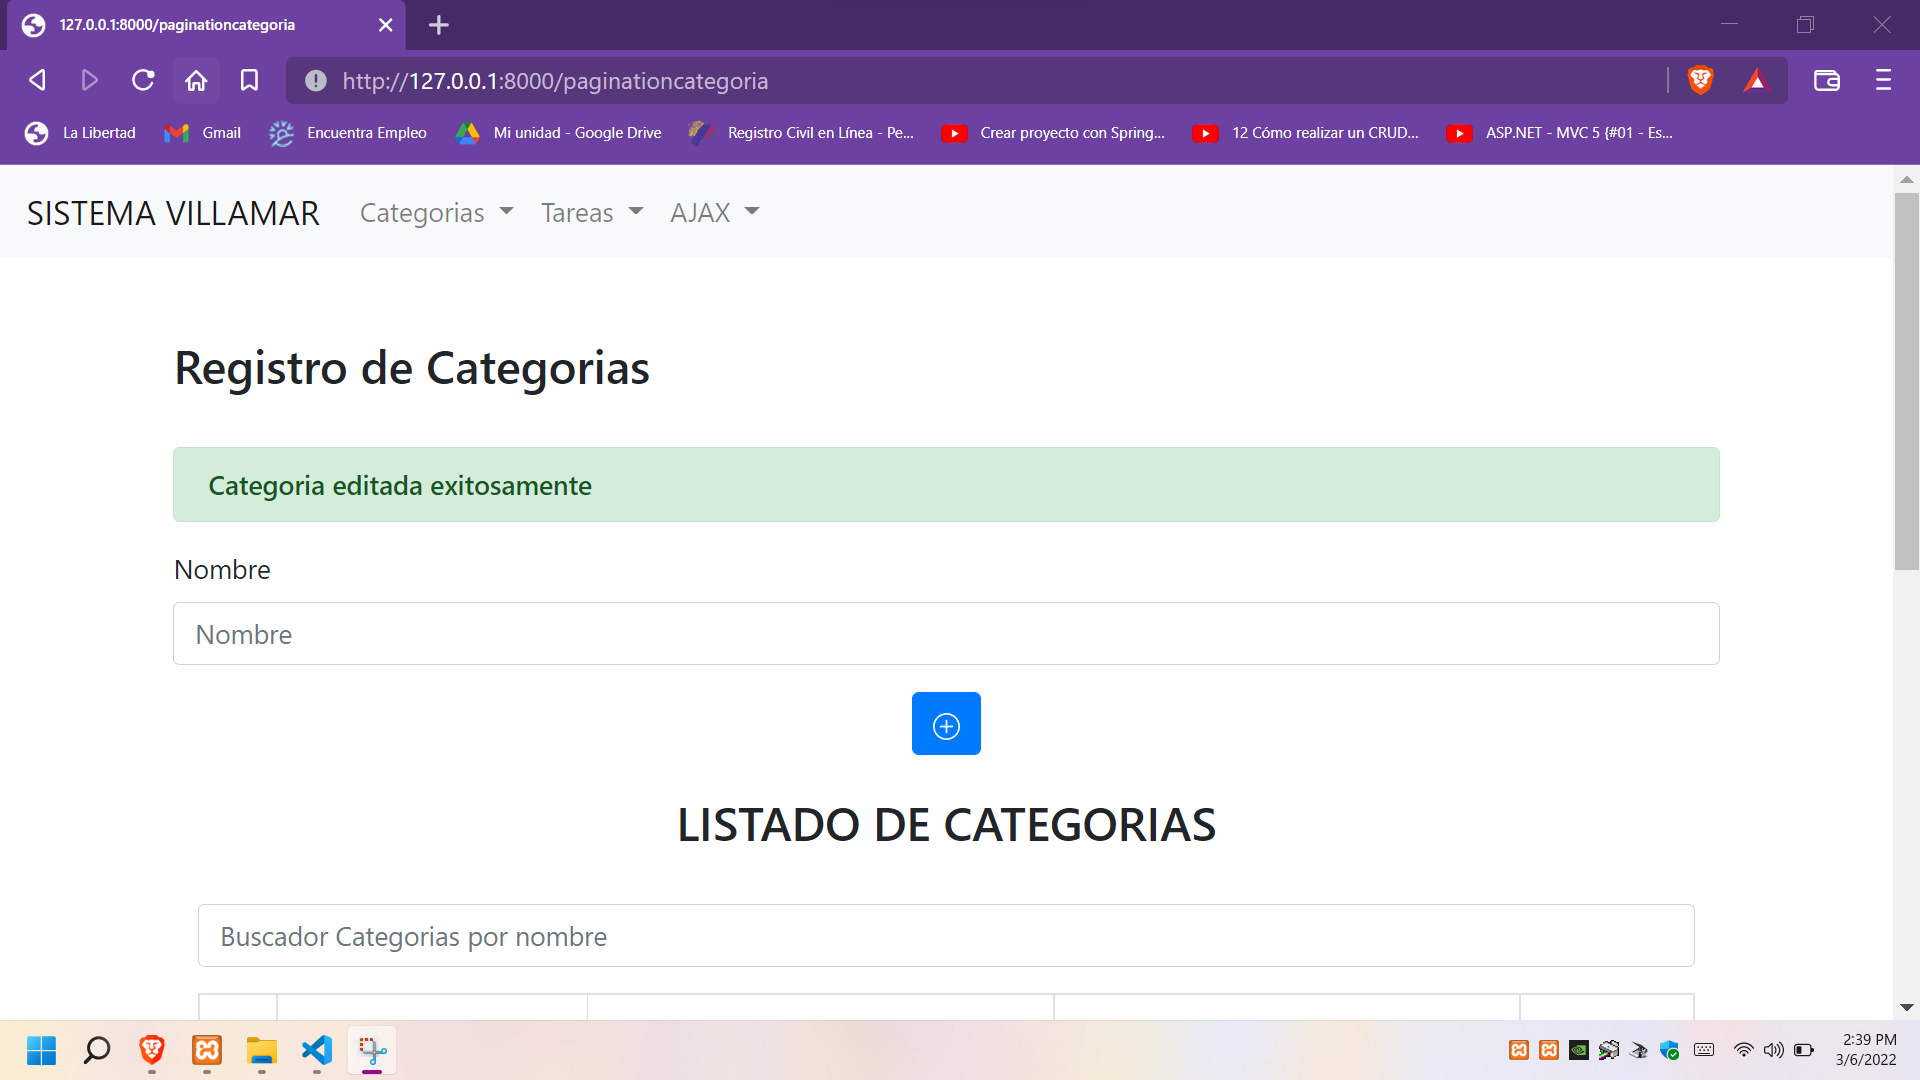 127.0.0.1:8000/paginationcategoria
http://127.0.0.1:8000/paginationcategoria
La Libertad
Gmail
Encuentra Empleo
Mi unidad - Google Drive
Registro Civil en Línea - Pe...
Crear proyecto con Spring...
12 Cómo realizar un CRUD...
ASP.NET - MVC 5 {#01 - Es...
SISTEMA VILLAMAR
Categorias
Tareas
AJAX
Registro de Categorias
Categoria editada exitosamente
Nombre
Nombre
LISTADO DE CATEGORIAS
Buscador Categorias por nombre
2:39 PM
3/6/2022